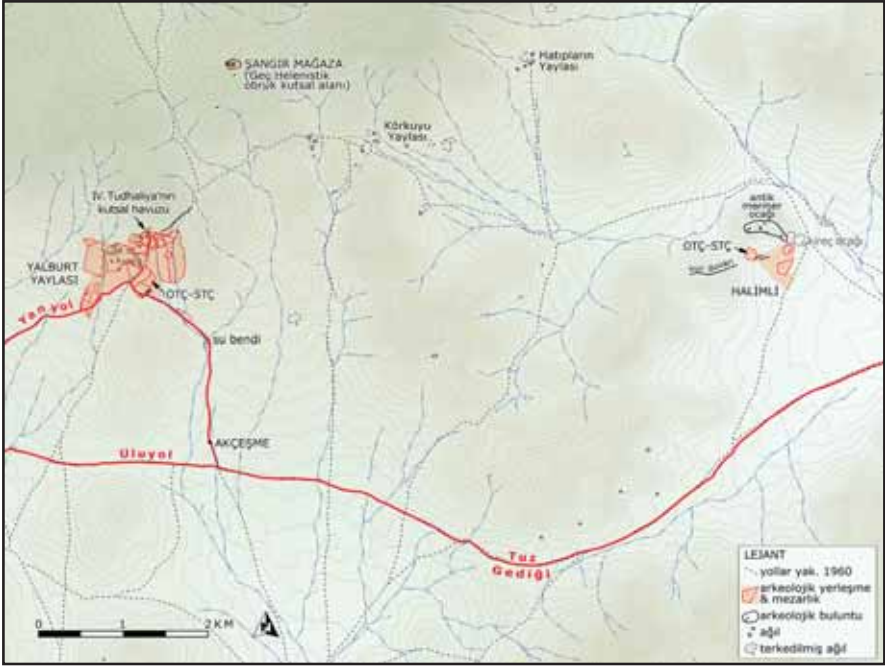 ŞANGIR MAĞAZA
(Geç Helenistik
obruk kutsal alanı)
Hatıpların
Yaylası
Körkuyu
Yaylası
IV. Tudhaliya'nın
kutsal havuzu
YALBURT
YAYLASI
OTÇ-STÇ
Yan yol
su bendi
AKÇEŞME
Uluyol
Tuz
Gediği
antik
mermer
ocağı
kireç ocağı
OTÇ-STÇ
HALIMLI
0 1 2 KM
LEJANT
yollar yak. 1960
arkeolojik yerleşme
& mezarlık
arkeolojik buluntu
ağıl
terkedilmiş ağıl